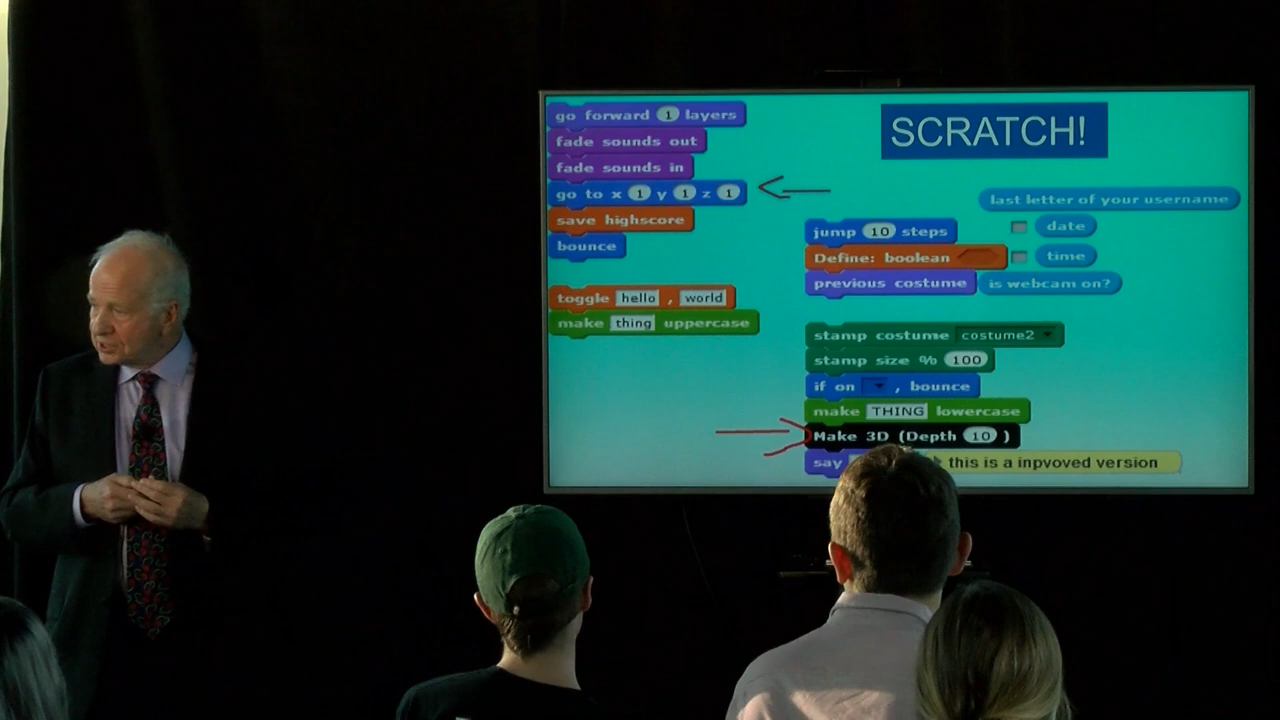 go forward 1 layers
fade sounds out
fade sounds in
go to x 1 y 1 z 1
save highscore
bounce
toggle hello , world
make thing uppercase
SCRATCH!
last letter of your username
jump 10 steps
date
Define: boolean
time
previous costume
is webcam on?
stamp costume costume2
stamp size % 100
if on , bounce
make THING lowercase
Make 3D (Depth 10 )
say this is a inpvoved version